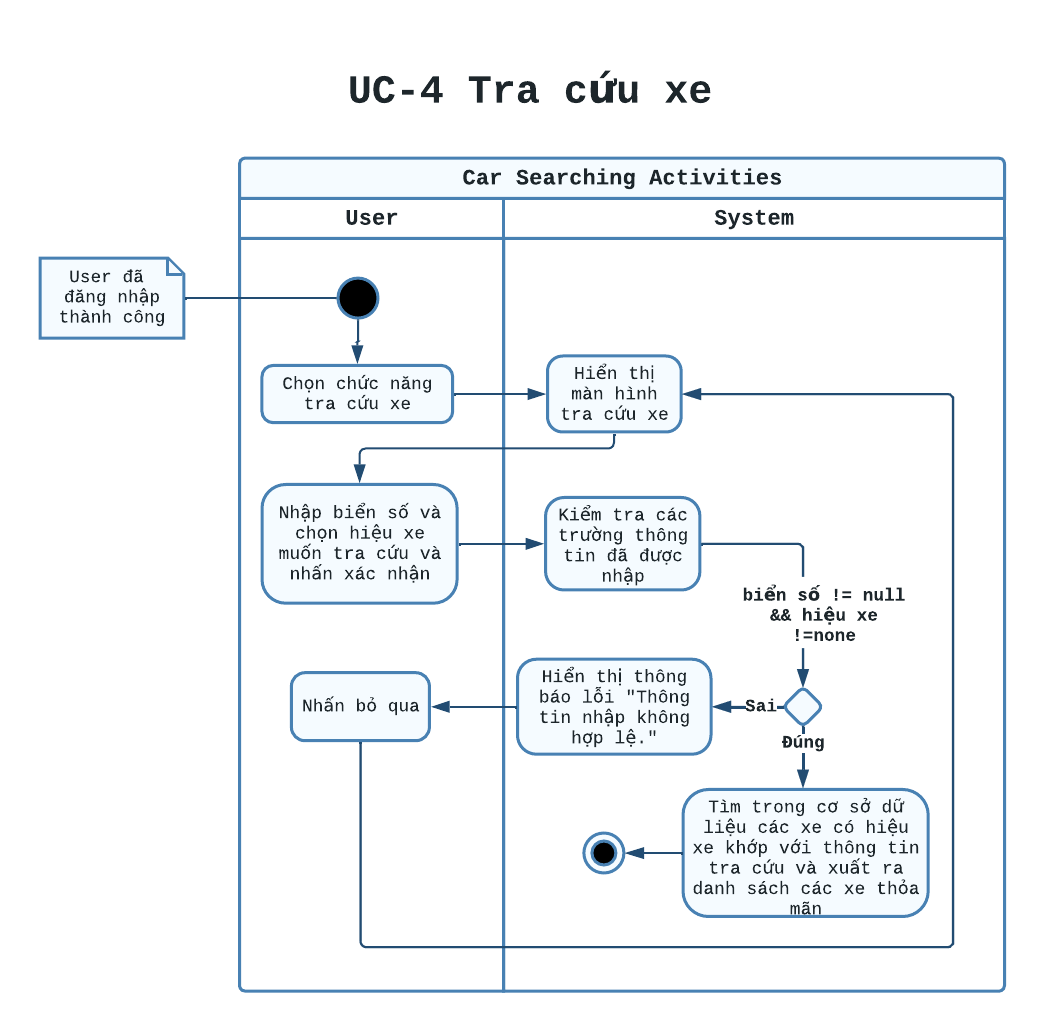 UC-4 Tra cứu xe
Car Searching Activities
User
System
User đã
đăng nhập
thành công
Chọn chức năng
tra cứu xe
Hiển thị
màn hình
tra cứu xe
Nhập biển số và
chọn hiệu xe
muốn tra cứu và
nhấn xác nhận
Kiểm tra các
trường thông
tin đã được
nhập
biển số != null
&& hiệu xe
!=none
Nhấn bỏ qua
Hiển thị thông
báo lỗi "Thông
tin nhập không
hợp lệ."
Sai
Đúng
Tìm trong cơ sở dữ
liệu các xe có hiệu
xe khớp với thông tin
tra cứu và xuất ra
danh sách các xe thỏa
mãn